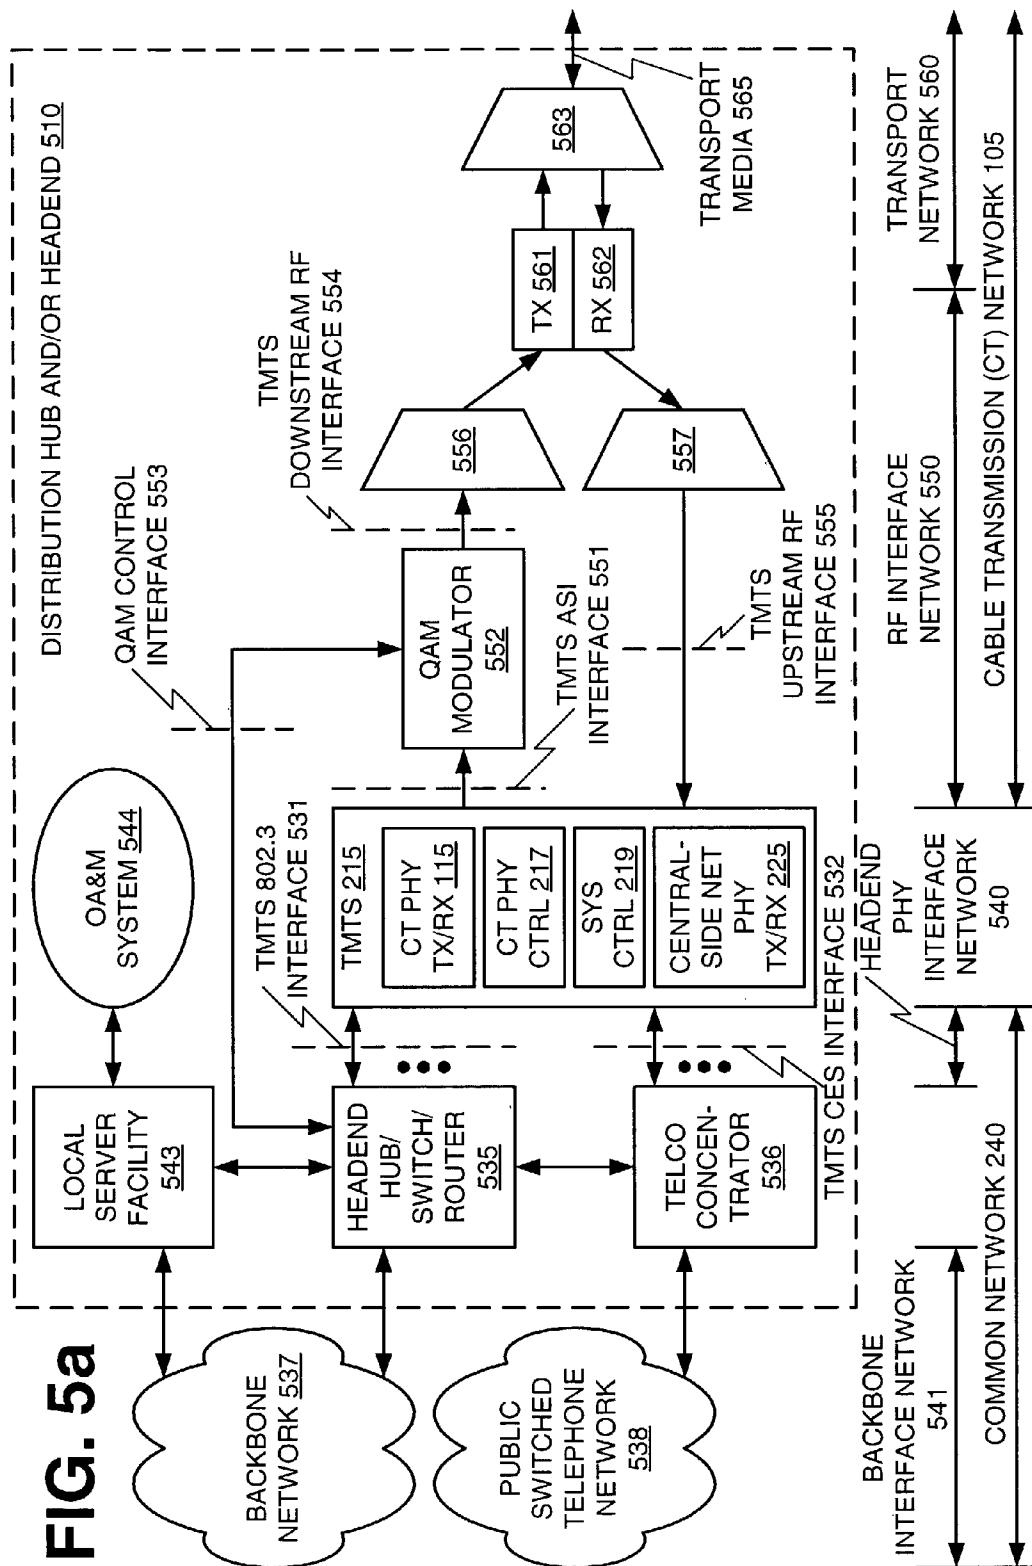 FIG. 5a
DISTRIBUTION HUB AND/OR HEADEND 510
QAM CONTROL
INTERFACE 553
OA&M
SYSTEM 544
LOCAL
SERVER
FACILITY
543
BACKBONE
NETWORK 537
PUBLIC
SWITCHED
TELEPHONE
NETWORK
538
HEADEND
HUB/
SWITCH/
ROUTER
535
TELCO
CONCEN-
TRATOR
536
TMTS 802.3
INTERFACE 531
TMTS CES INTERFACE 532
TMTS 215
CT PHY
TX/RX 115
CT PHY
CTRL 217
SYS
CTRL 219
CENTRAL-
SIDE NET
PHY
TX/RX 225
TMTS ASI
INTERFACE 551
QAM
MODULATOR
552
TMTS
DOWNSTREAM RF
INTERFACE 554
TMTS
UPSTREAM RF
INTERFACE 555
556
557
TX 561
RX 562
563
TRANSPORT
MEDIA 565
BACKBONE
INTERFACE NETWORK
541
HEADEND
PHY
INTERFACE
NETWORK
540
RF INTERFACE
NETWORK 550
TRANSPORT
NETWORK 560
COMMON NETWORK 240
CABLE TRANSMISSION (CT) NETWORK 105